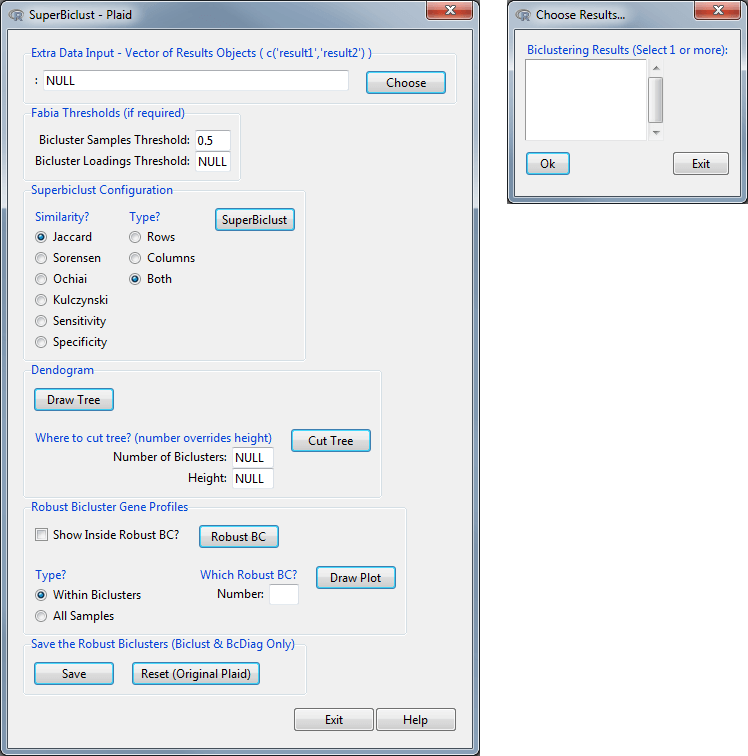 SuperBiclust - Plaid
Extra Data Input - Vector of Results Objects ( c('result1','result2') )
: NULL
Choose
Fabia Thresholds (if required)
Bicluster Samples Threshold: 0.5
Bicluster Loadings Threshold: NULL
Superbiclust Configuration
Similarity? Type? SuperBiclust
Jaccard Rows
Sorensen Columns
Ochiai Both
Kulczynski
Sensitivity
Specificity
Dendogram
Draw Tree
Where to cut tree? (number overrides height) Cut Tree
Number of Biclusters: NULL
Height: NULL
Robust Bicluster Gene Profiles
Show Inside Robust BC? Robust BC
Type? Which Robust BC? Draw Plot
Within Biclusters Number:
All Samples
Save the Robust Biclusters (Biclust & BcDiag Only)
Save Reset (Original Plaid)
Exit Help
Choose Results...
Biclustering Results (Select 1 or more):
Ok Exit